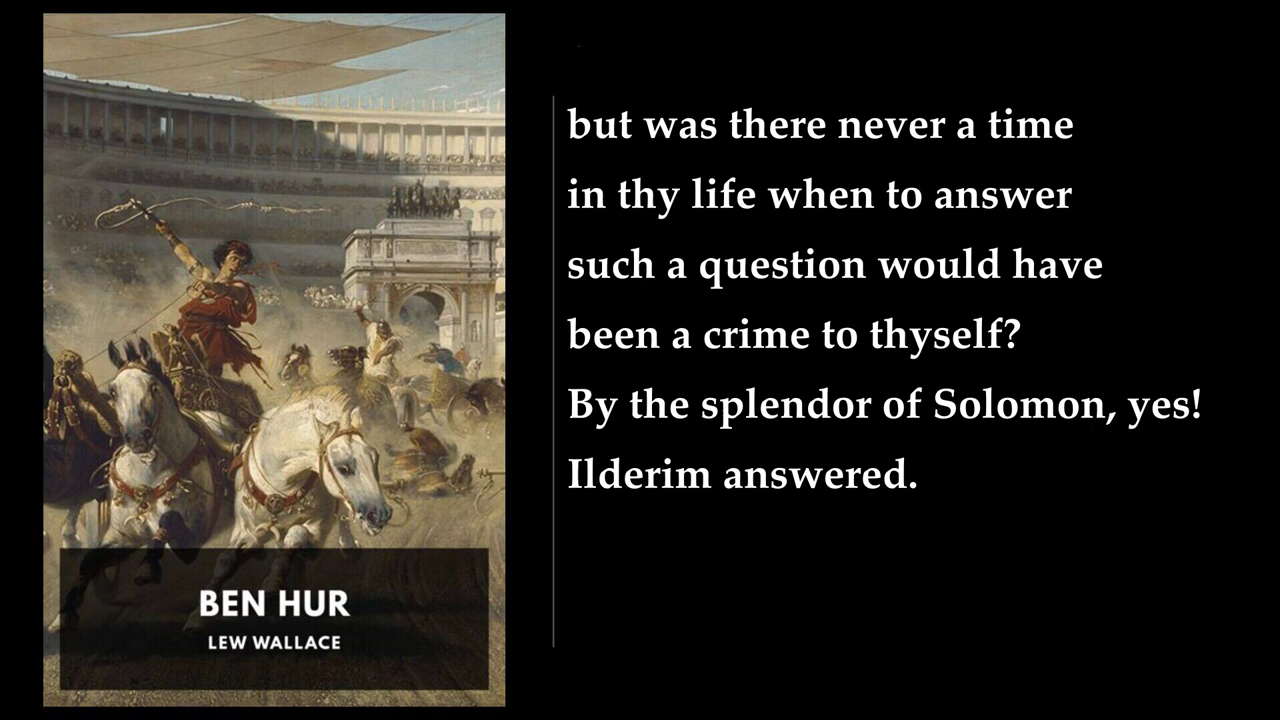 but was there never a time
in thy life when to answer
such a question would have
been a crime to thyself?
By the splendor of Solomon, yes!
Ilderim answered.
BEN HUR
LEW WALLACE